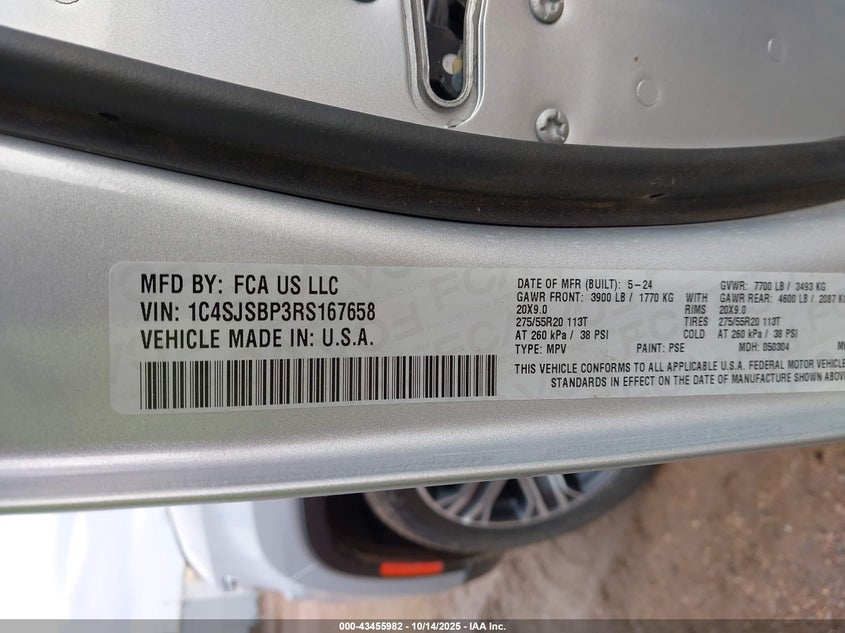 MFD BY: FCA US LLC
VIN: 1C4SJSBP3RS167658
VEHICLE MADE IN: U.S.A.
DATE OF MFR (BUILT): 5-24 GVWR: 7700 LB / 3493 KG
GAWR FRONT: 3900 LB / 1770 KG WITH GAWR REAR: 4600 LB / 2087 KG
20X9.0 RIMS 20X9.0
275/55R20 113T TIRES 275/55R20 113T
AT 260 kPa / 38 PSI COLD AT 260 kPa / 38 PSI
TYPE: MPV PAINT: PSE MDH: 050304
THIS VEHICLE CONFORMS TO ALL APPLICABLE U.S.A. FEDERAL MOTOR VEHICLE
STANDARDS IN EFFECT ON THE DATE OF MANUFACTURE SHOWN ABOVE
000-43455982 - 10/14/2025 - IAA Inc.